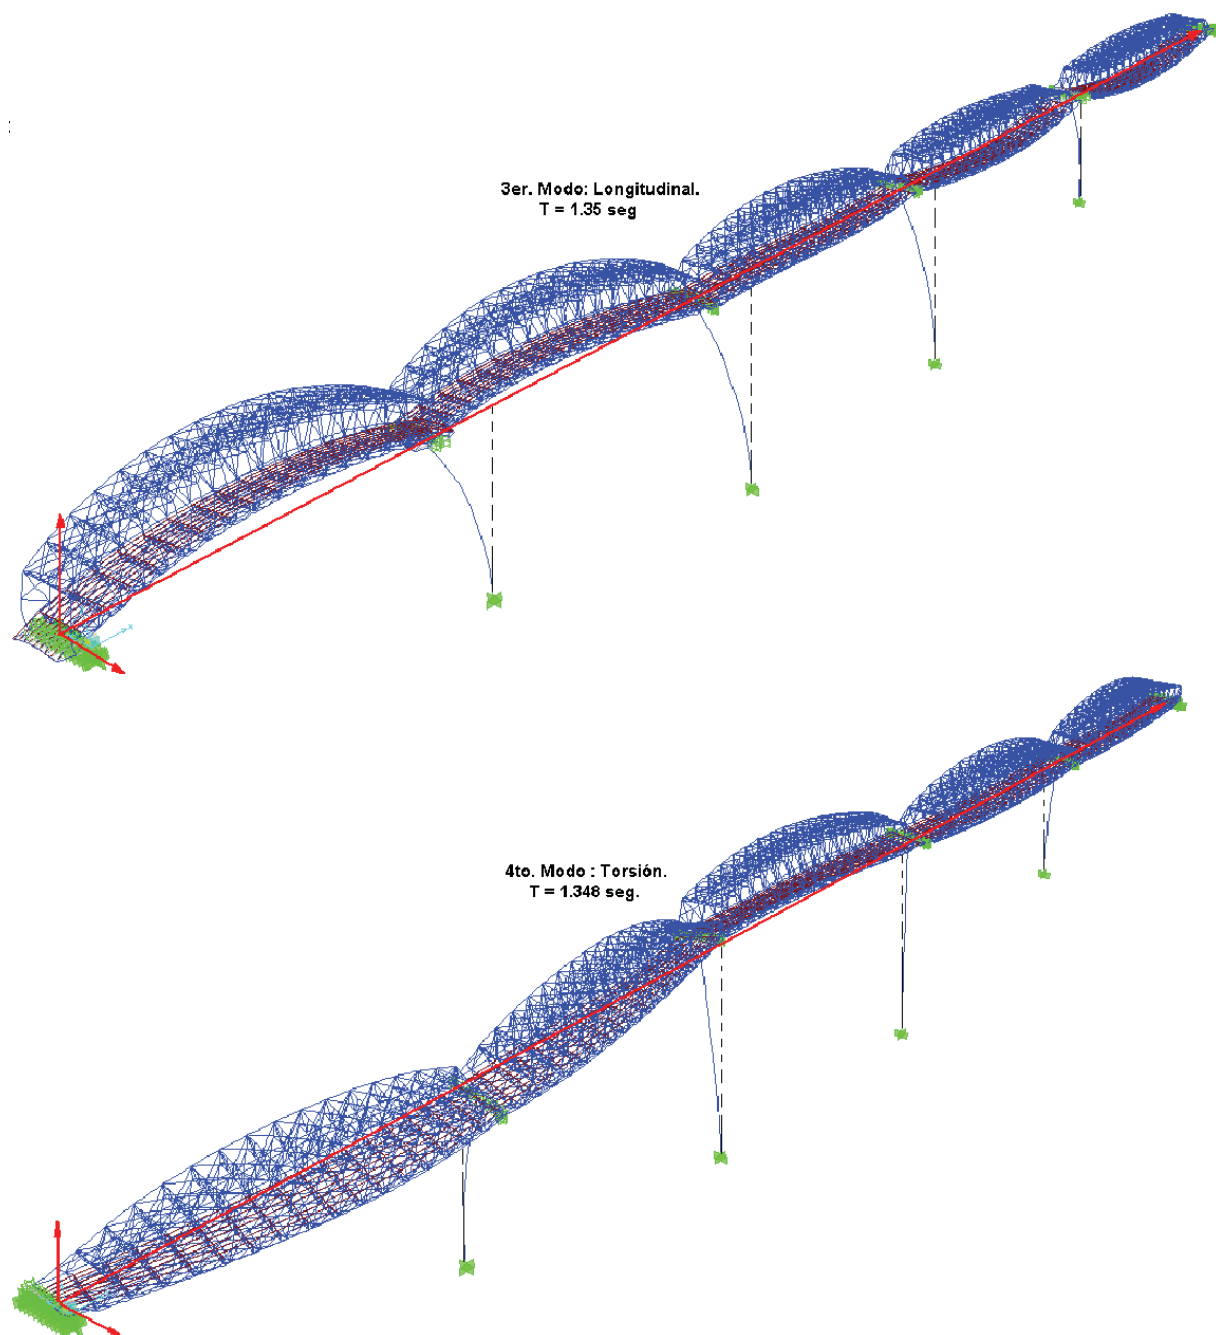 3er. Modo: Longitudinal.
T = 1.35 seg
4to. Modo : Torsión.
T = 1.348 seg.